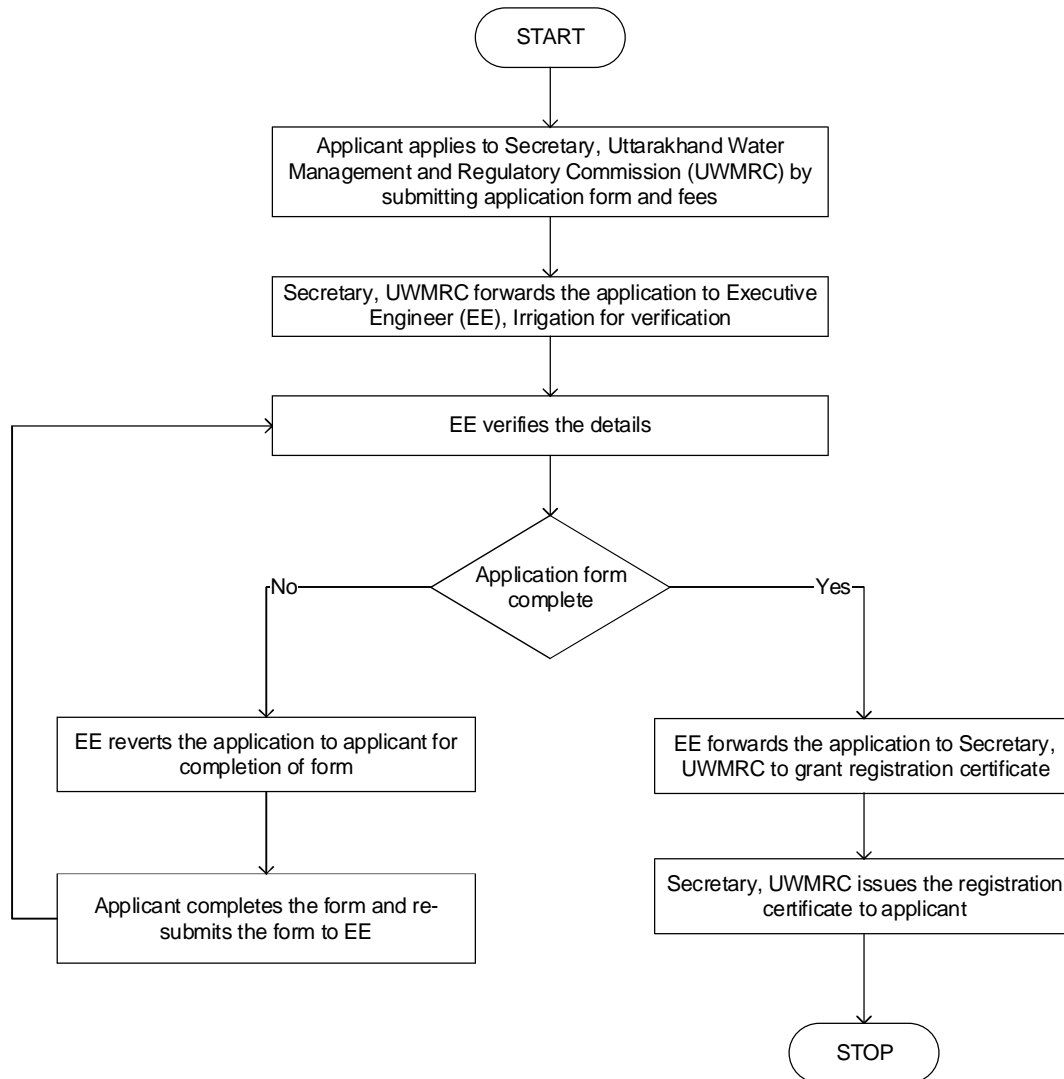 START
Applicant applies to Secretary, Uttarakhand Water
Management and Regulatory Commission (UWMRC) by
submitting application form and fees
Secretary, UWMRC forwards the application to Executive
Engineer (EE), Irrigation for verification
EE verifies the details
Application form
complete
No
Yes
EE reverts the application to applicant for
completion of form
Applicant completes the form and re-
submits the form to EE
EE forwards the application to Secretary,
UWMRC to grant registration certificate
Secretary, UWMRC issues the registration
certificate to applicant
STOP